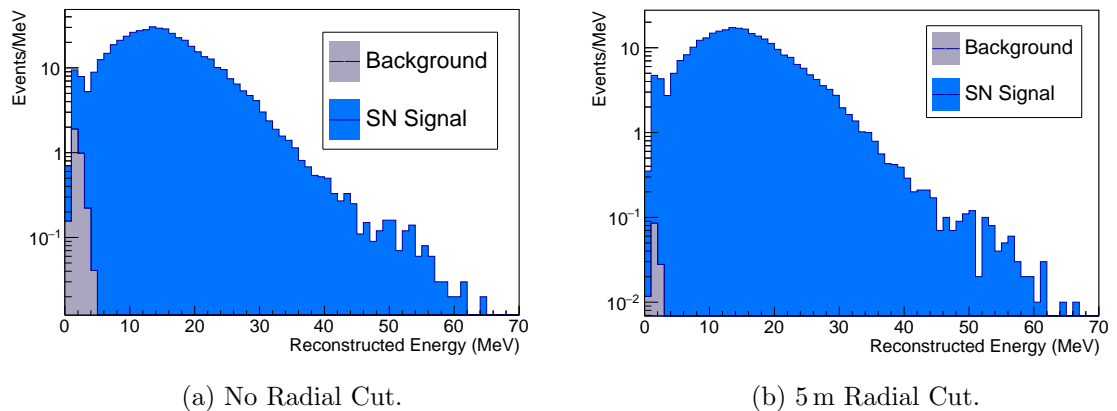 Events/MeV
10
1
10⁻¹
Background
SN Signal
0 10 20 30 40 50 60 70
Reconstructed Energy (MeV)
(a) No Radial Cut.
Events/MeV
10
1
10⁻¹
10⁻²
Background
SN Signal
0 10 20 30 40 50 60 70
Reconstructed Energy (MeV)
(b) 5 m Radial Cut.